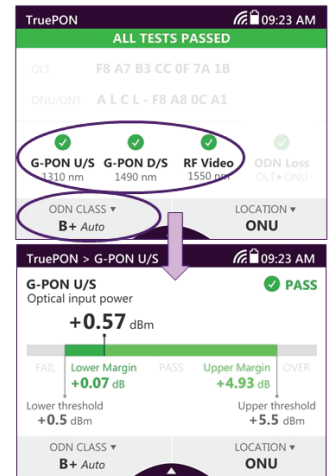 TruePON 09:23 AM
ALL TESTS PASSED
OLT F8 A7 B3 CC 0F 7A 1B
ONU/ONT A L C L - F8 A8 0C A1
G-PON U/S G-PON D/S RF Video ODN Loss
1310 nm 1490 nm 1550 nm OLT▸ONU
ODN CLASS ▾ LOCATION ▾
B+ Auto ONU
TruePON > G-PON U/S 09:23 AM
G-PON U/S PASS
Optical input power
+0.57 dBm
FAIL Lower Margin PASS Upper Margin OVER
+0.07 dB +4.93 dB
Lower threshold Upper threshold
+0.5 dBm +5.5 dBm
ODN CLASS ▾ LOCATION ▾
B+ Auto ONU